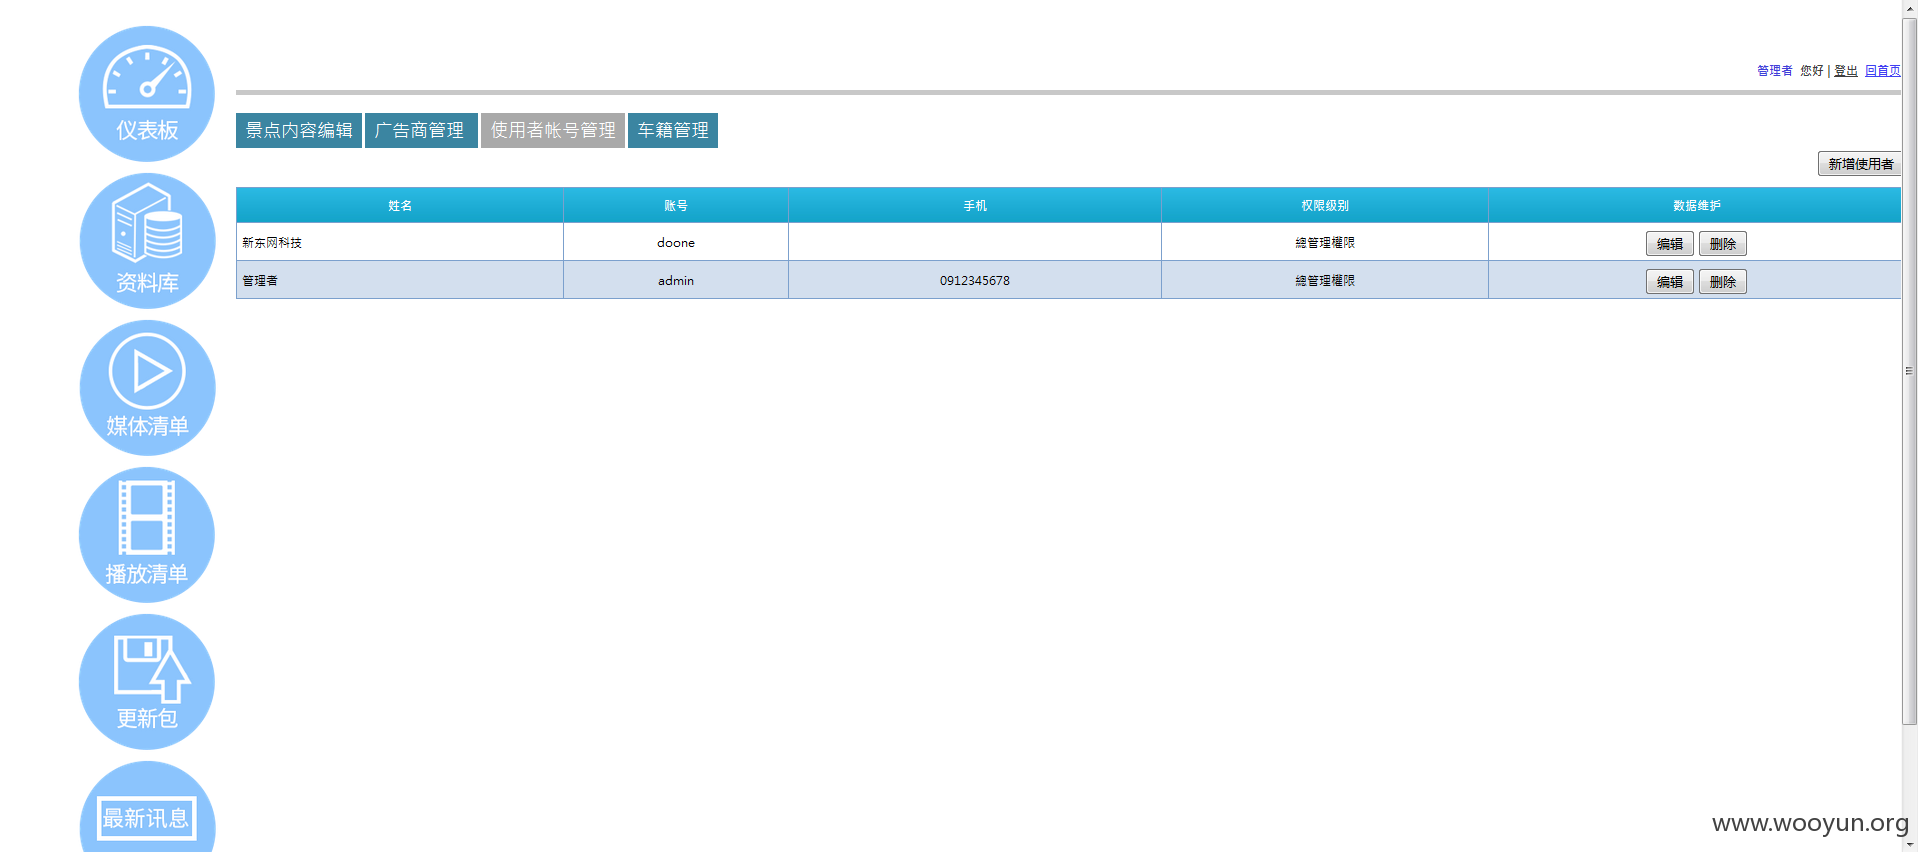 管理者 您好 | 登出 回首页
仪表板
景点内容编辑 广告商管理 使用者帐号管理 车籍管理
新增使用者
姓名 账号 手机 权限级别 数据维护
新东网科技 doone 總管理權限 编辑 删除
管理者 admin 0912345678 總管理權限 编辑 删除
资料库
媒体清单
播放清单
更新包
最新讯息
www.wooyun.org